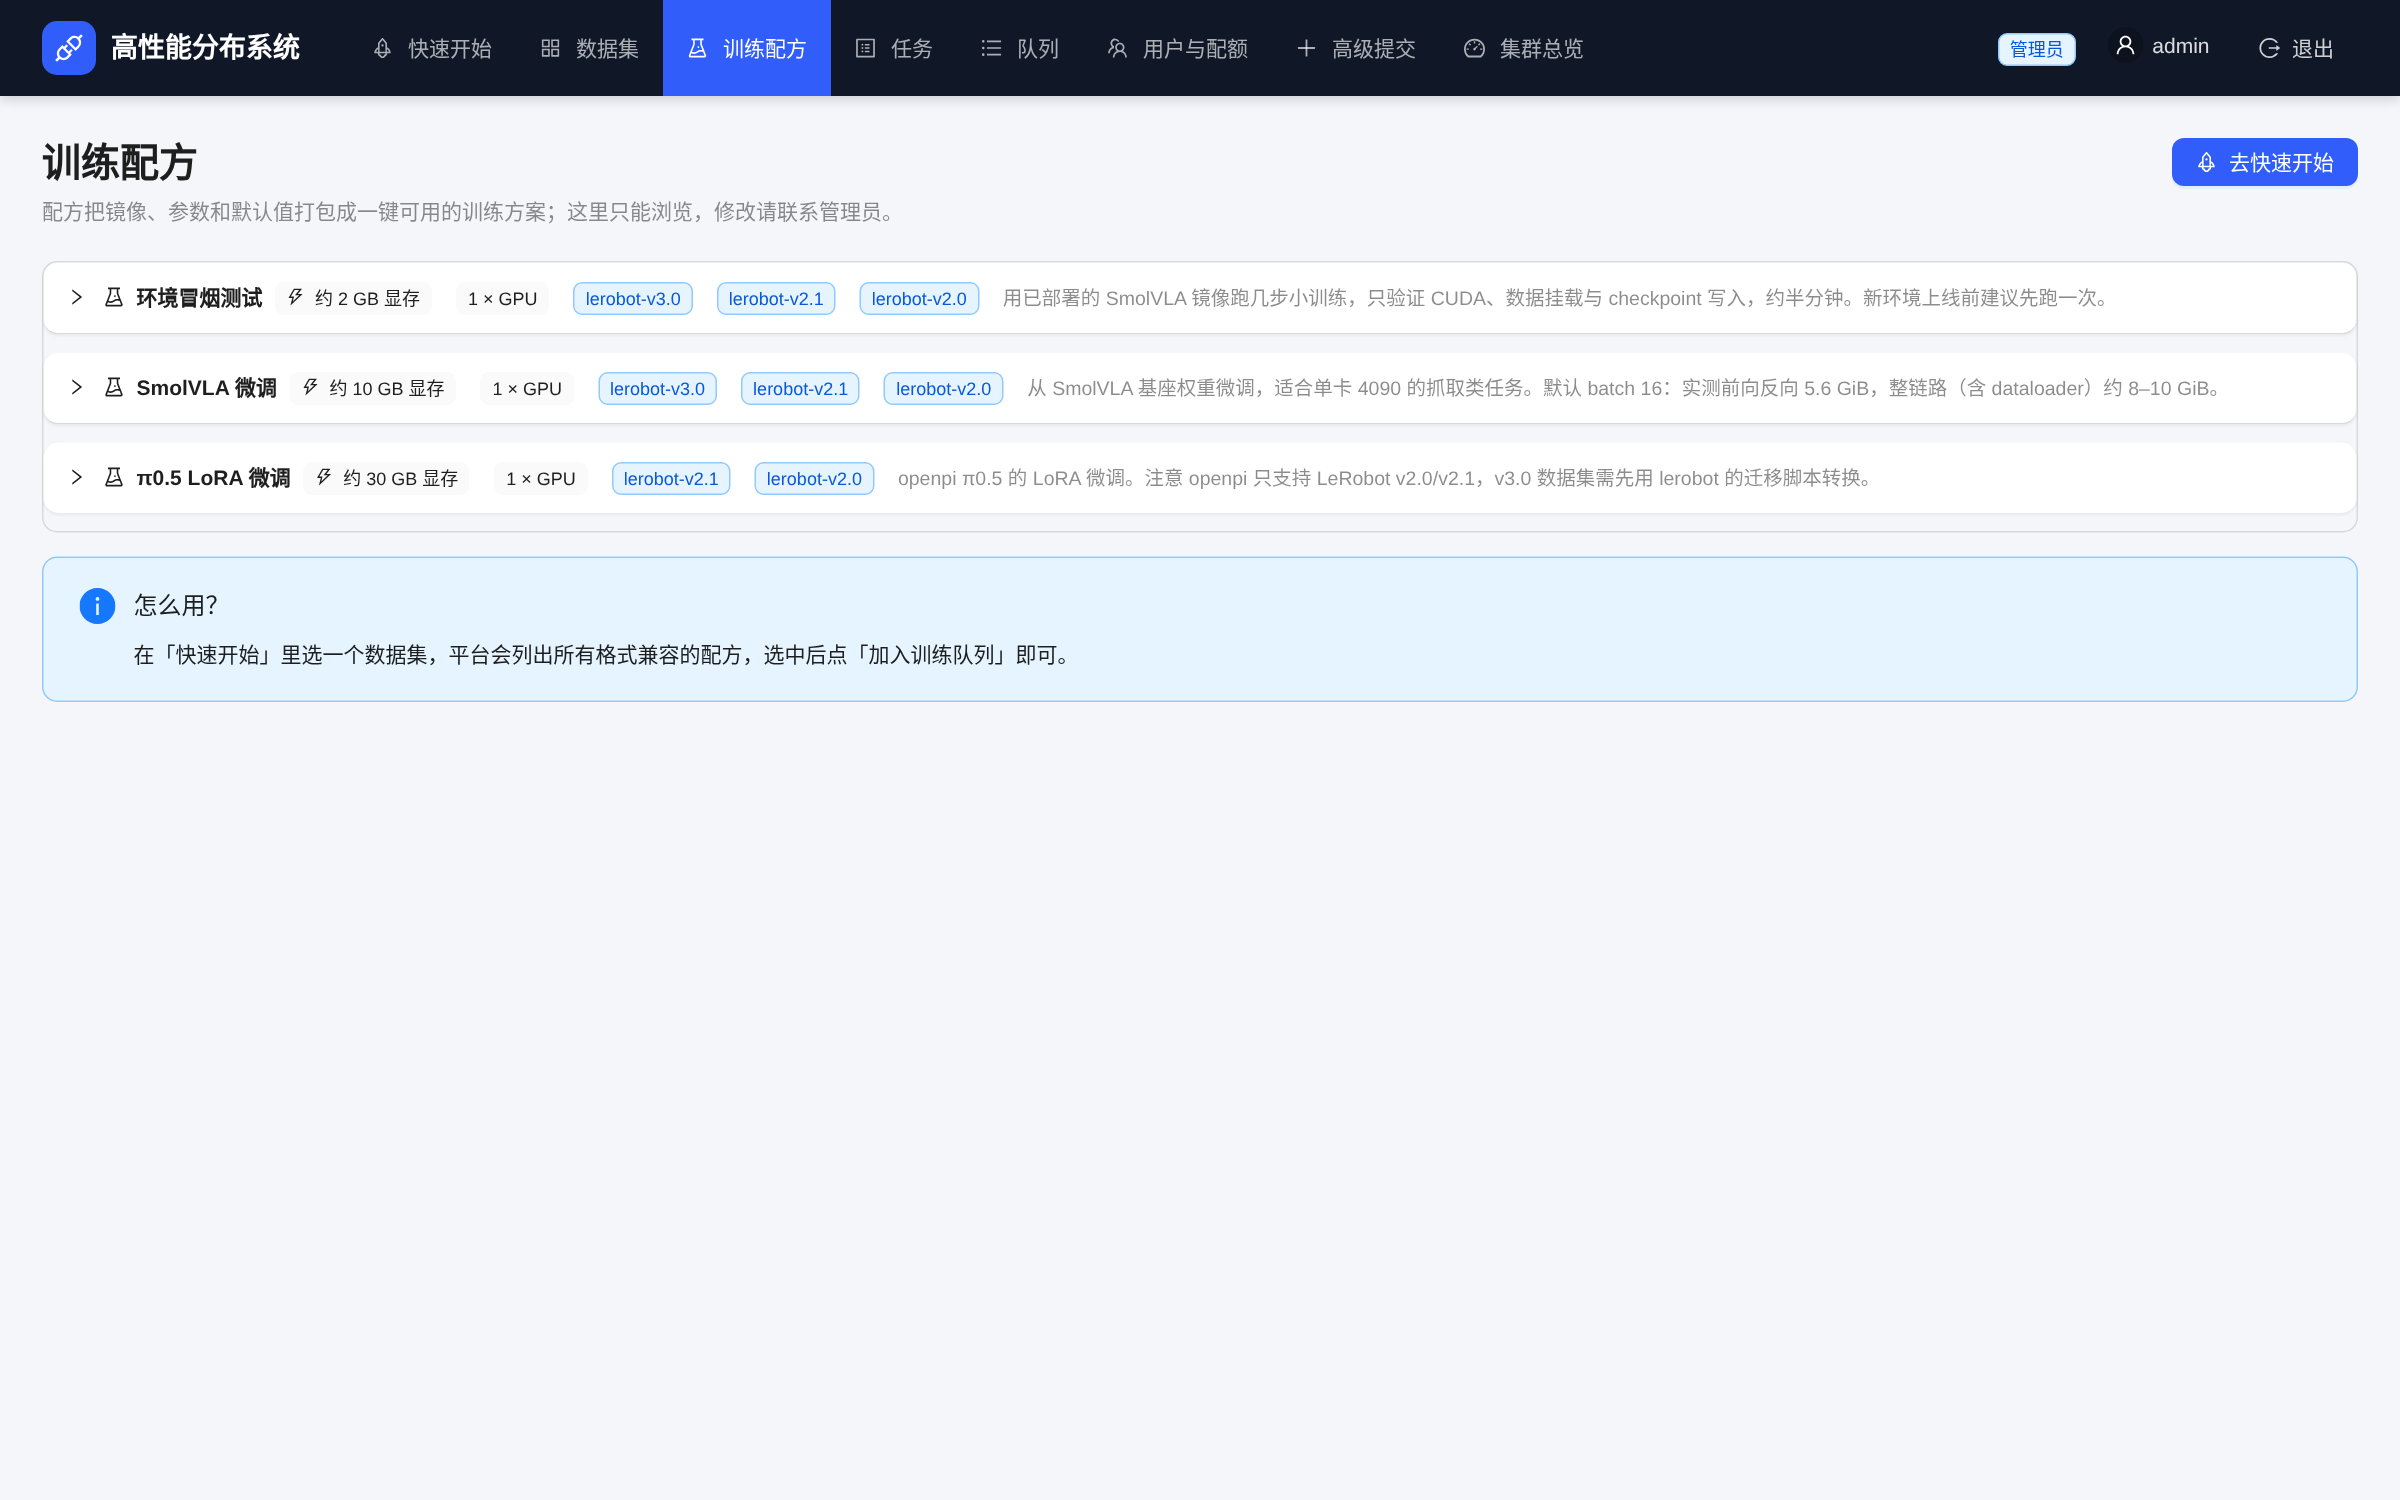 高性能分布系统 快速开始 数据集 训练配方 任务 队列 用户与配额 高级提交 集群总览 管理员 admin 退出
训练配方
去快速开始
配方把镜像、参数和默认值打包成一键可用的训练方案；这里只能浏览，修改请联系管理员。
环境冒烟测试 约 2 GB 显存 1 × GPU lerobot-v3.0 lerobot-v2.1 lerobot-v2.0 用已部署的 SmolVLA 镜像跑几步小训练，只验证 CUDA、数据挂载与 checkpoint 写入，约半分钟。新环境上线前建议先跑一次。
SmolVLA 微调 约 10 GB 显存 1 × GPU lerobot-v3.0 lerobot-v2.1 lerobot-v2.0 从 SmolVLA 基座权重微调，适合单卡 4090 的抓取类任务。默认 batch 16：实测前向反向 5.6 GiB，整链路（含 dataloader）约 8–10 GiB。
π0.5 LoRA 微调 约 30 GB 显存 1 × GPU lerobot-v2.1 lerobot-v2.0 openpi π0.5 的 LoRA 微调。注意 openpi 只支持 LeRobot v2.0/v2.1，v3.0 数据集需先用 lerobot 的迁移脚本转换。
怎么用？
在「快速开始」里选一个数据集，平台会列出所有格式兼容的配方，选中后点「加入训练队列」即可。